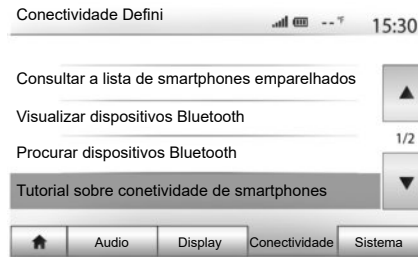 Conectividade Defini
-- °F
15:30
Consultar a lista de smartphones emparelhados
Visualizar dispositivos Bluetooth
1/2
Procurar dispositivos Bluetooth
Tutorial sobre conetividade de smartphones
Audio Display Conectividade Sistema